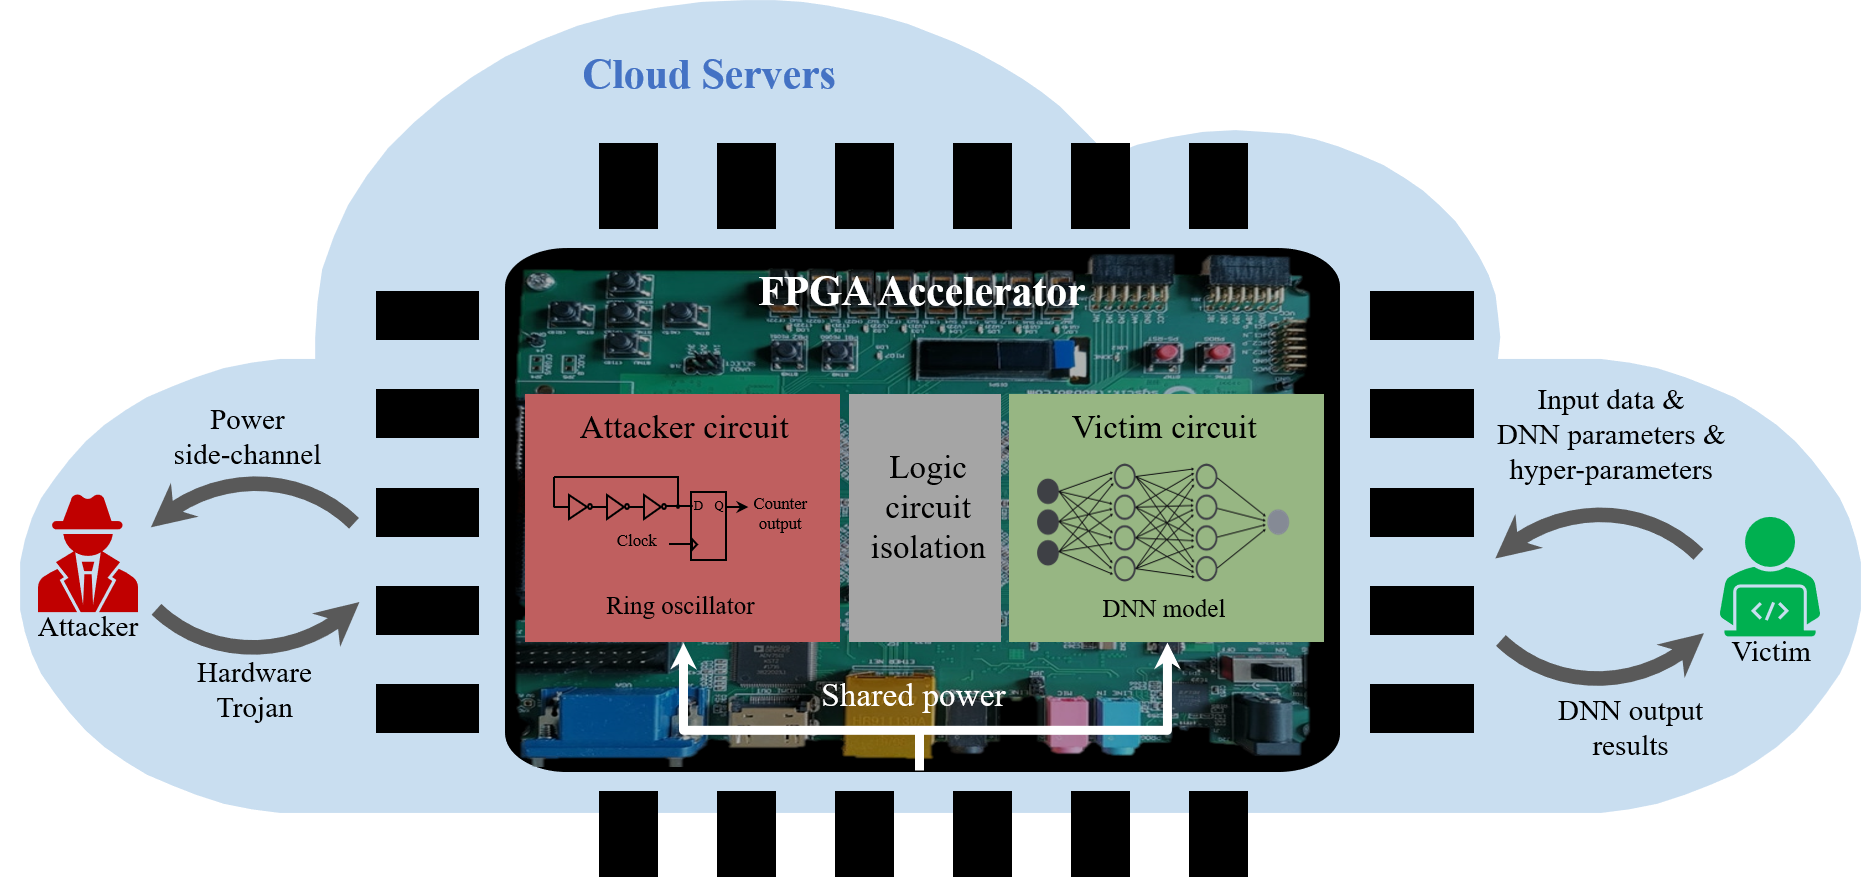 Cloud Servers
FPGA Accelerator
Power
side-channel
Attacker
Hardware
Trojan
Attacker circuit
D Q
Counter
output
Clock
Ring oscillator
Logic
circuit
isolation
Victim circuit
DNN model
Shared power
Input data &
DNN parameters &
hyper-parameters
</>
Victim
DNN output
results